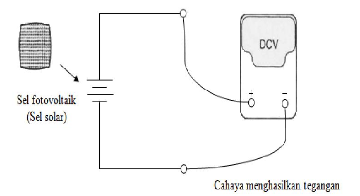 DCV
Sel fotovoltaik
(Sel solar)
Cahaya menghasilkan tegangan